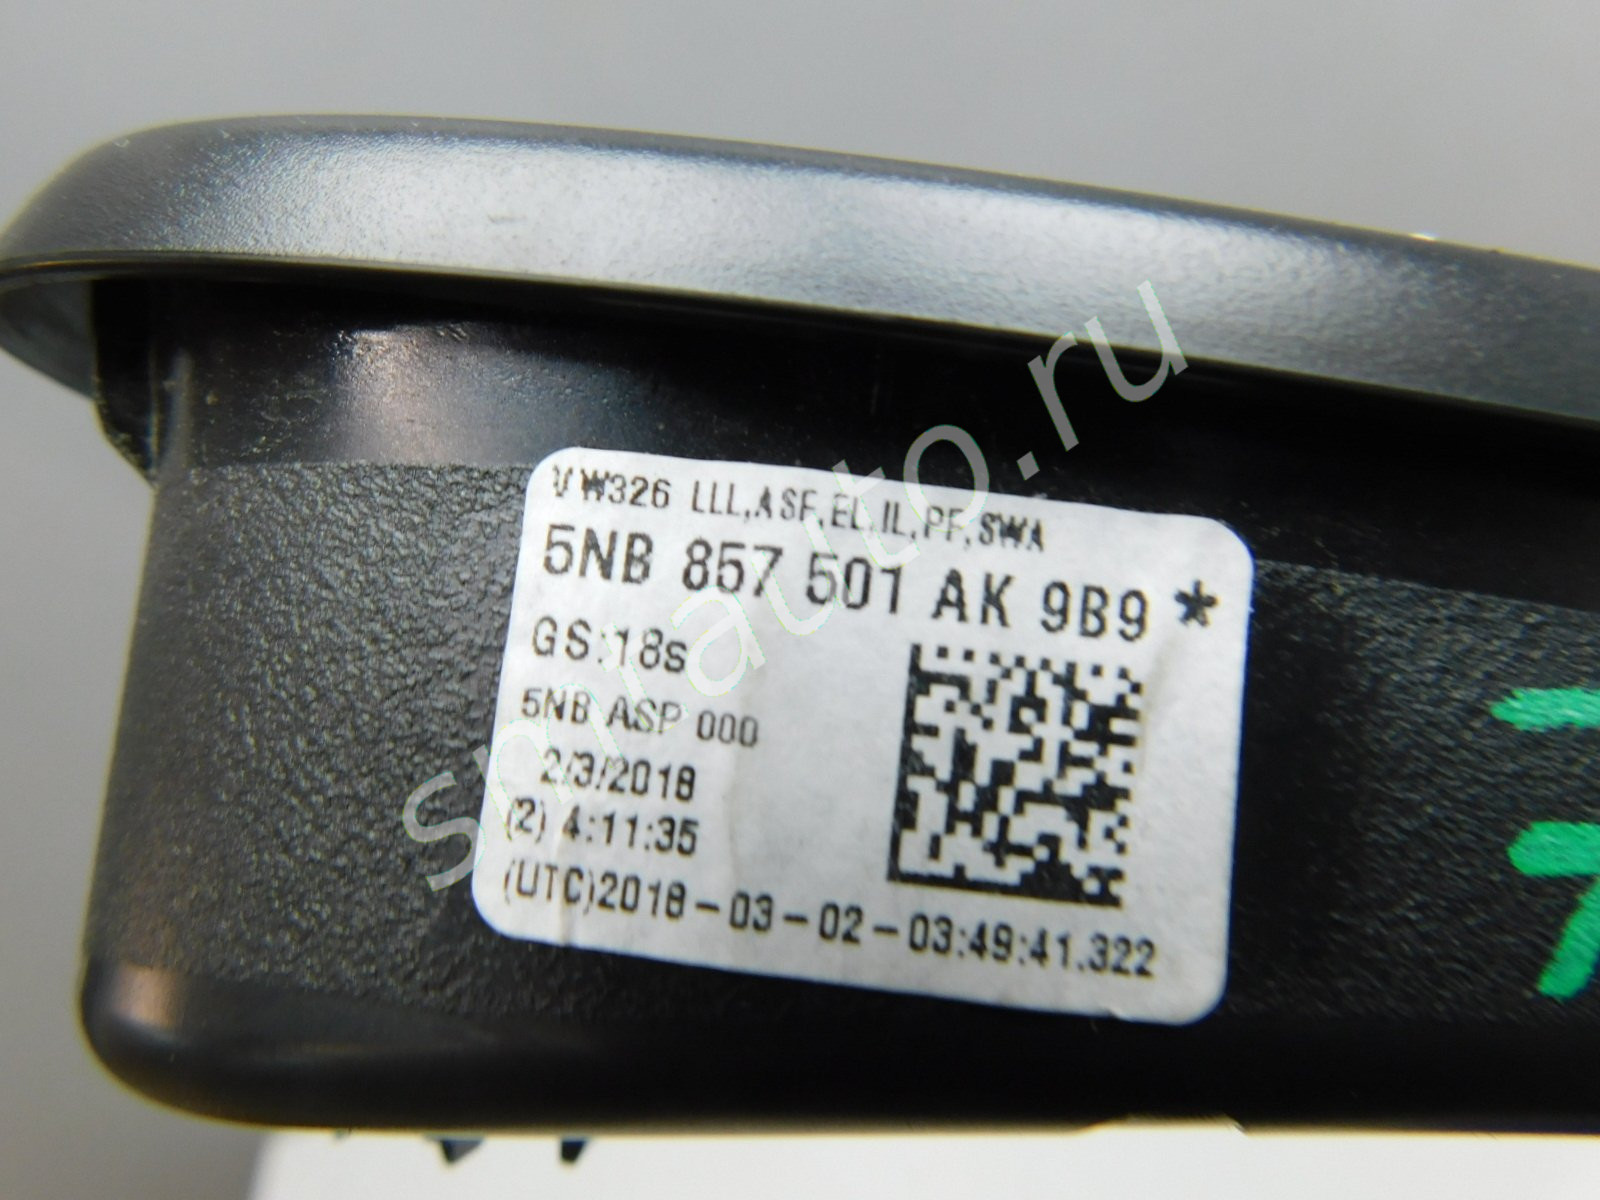 VW326 LLL,ASF,EL,IL,PF,SWA
5NB 857 501 AK 9B9 *
GS:18s
5NB ASP 000
2/3/2018
(2) 4:11:35
(UTC)2018-03-02-03:49:41.322
smrauto.ru